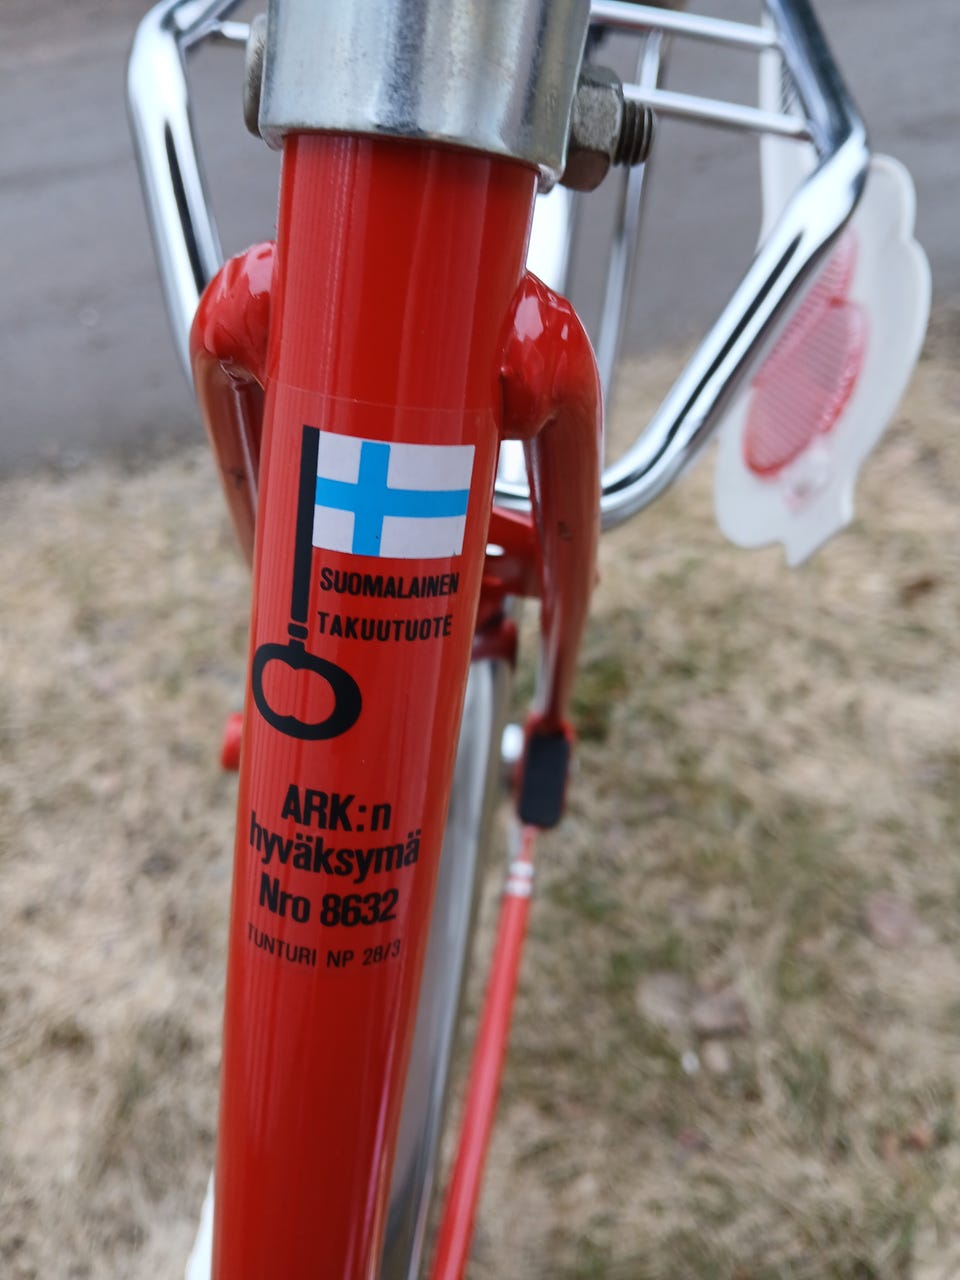 SUOMALAINEN
TAKUUTUOTE
ARK:n
hyväksymä
Nro 8632
TUNTURI NP 28/3